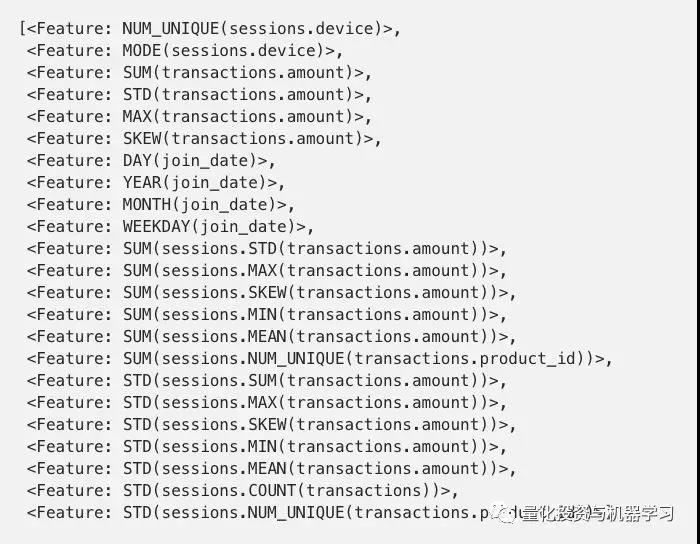 [<Feature: NUM_UNIQUE(sessions.device)>,
<Feature: MODE(sessions.device)>,
<Feature: SUM(transactions.amount)>,
<Feature: STD(transactions.amount)>,
<Feature: MAX(transactions.amount)>,
<Feature: SKEW(transactions.amount)>,
<Feature: DAY(join_date)>,
<Feature: YEAR(join_date)>,
<Feature: MONTH(join_date)>,
<Feature: WEEKDAY(join_date)>,
<Feature: SUM(sessions.STD(transactions.amount))>,
<Feature: SUM(sessions.MAX(transactions.amount))>,
<Feature: SUM(sessions.SKEW(transactions.amount))>,
<Feature: SUM(sessions.MIN(transactions.amount))>,
<Feature: SUM(sessions.MEAN(transactions.amount))>,
<Feature: SUM(sessions.NUM_UNIQUE(transactions.product_id))>,
<Feature: STD(sessions.SUM(transactions.amount))>,
<Feature: STD(sessions.MAX(transactions.amount))>,
<Feature: STD(sessions.SKEW(transactions.amount))>,
<Feature: STD(sessions.MIN(transactions.amount))>,
<Feature: STD(sessions.MEAN(transactions.amount))>,
<Feature: STD(sessions.COUNT(transactions))>,
<Feature: STD(sessions.NUM_UNIQUE(transactions. 量化投资与机器学习